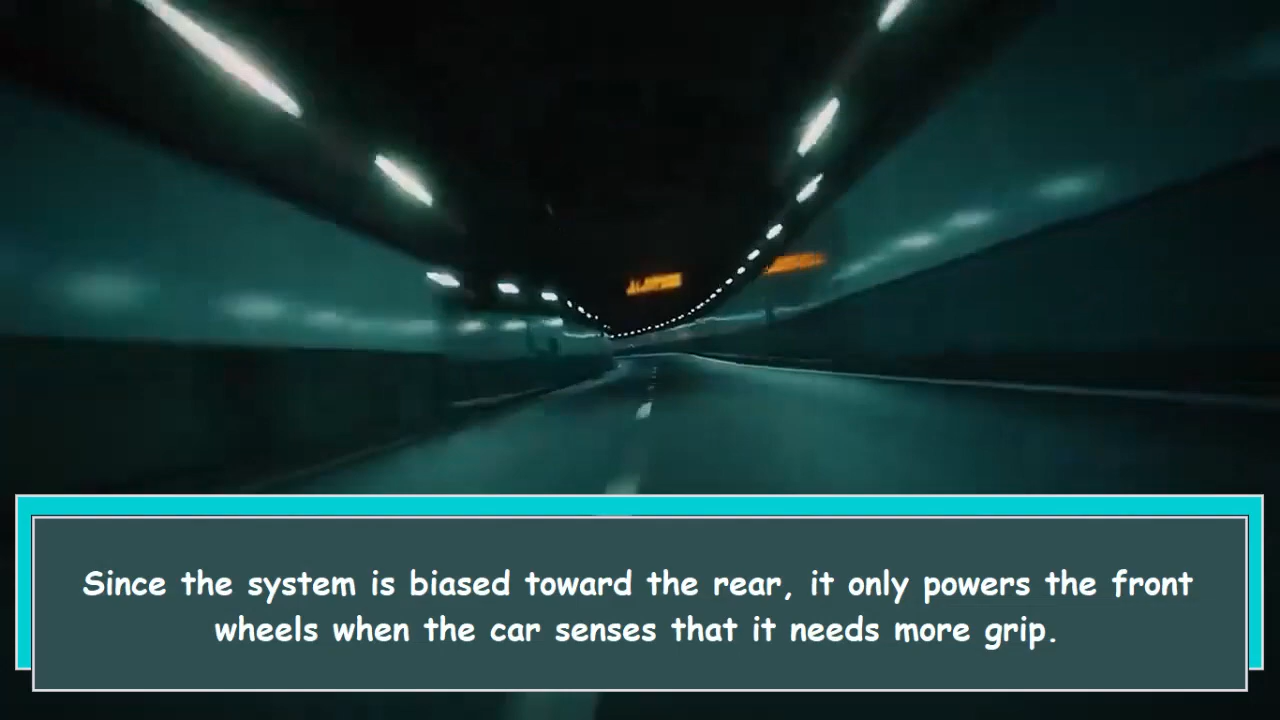 Since the system is biased toward the rear, it only powers the front
wheels when the car senses that it needs more grip.